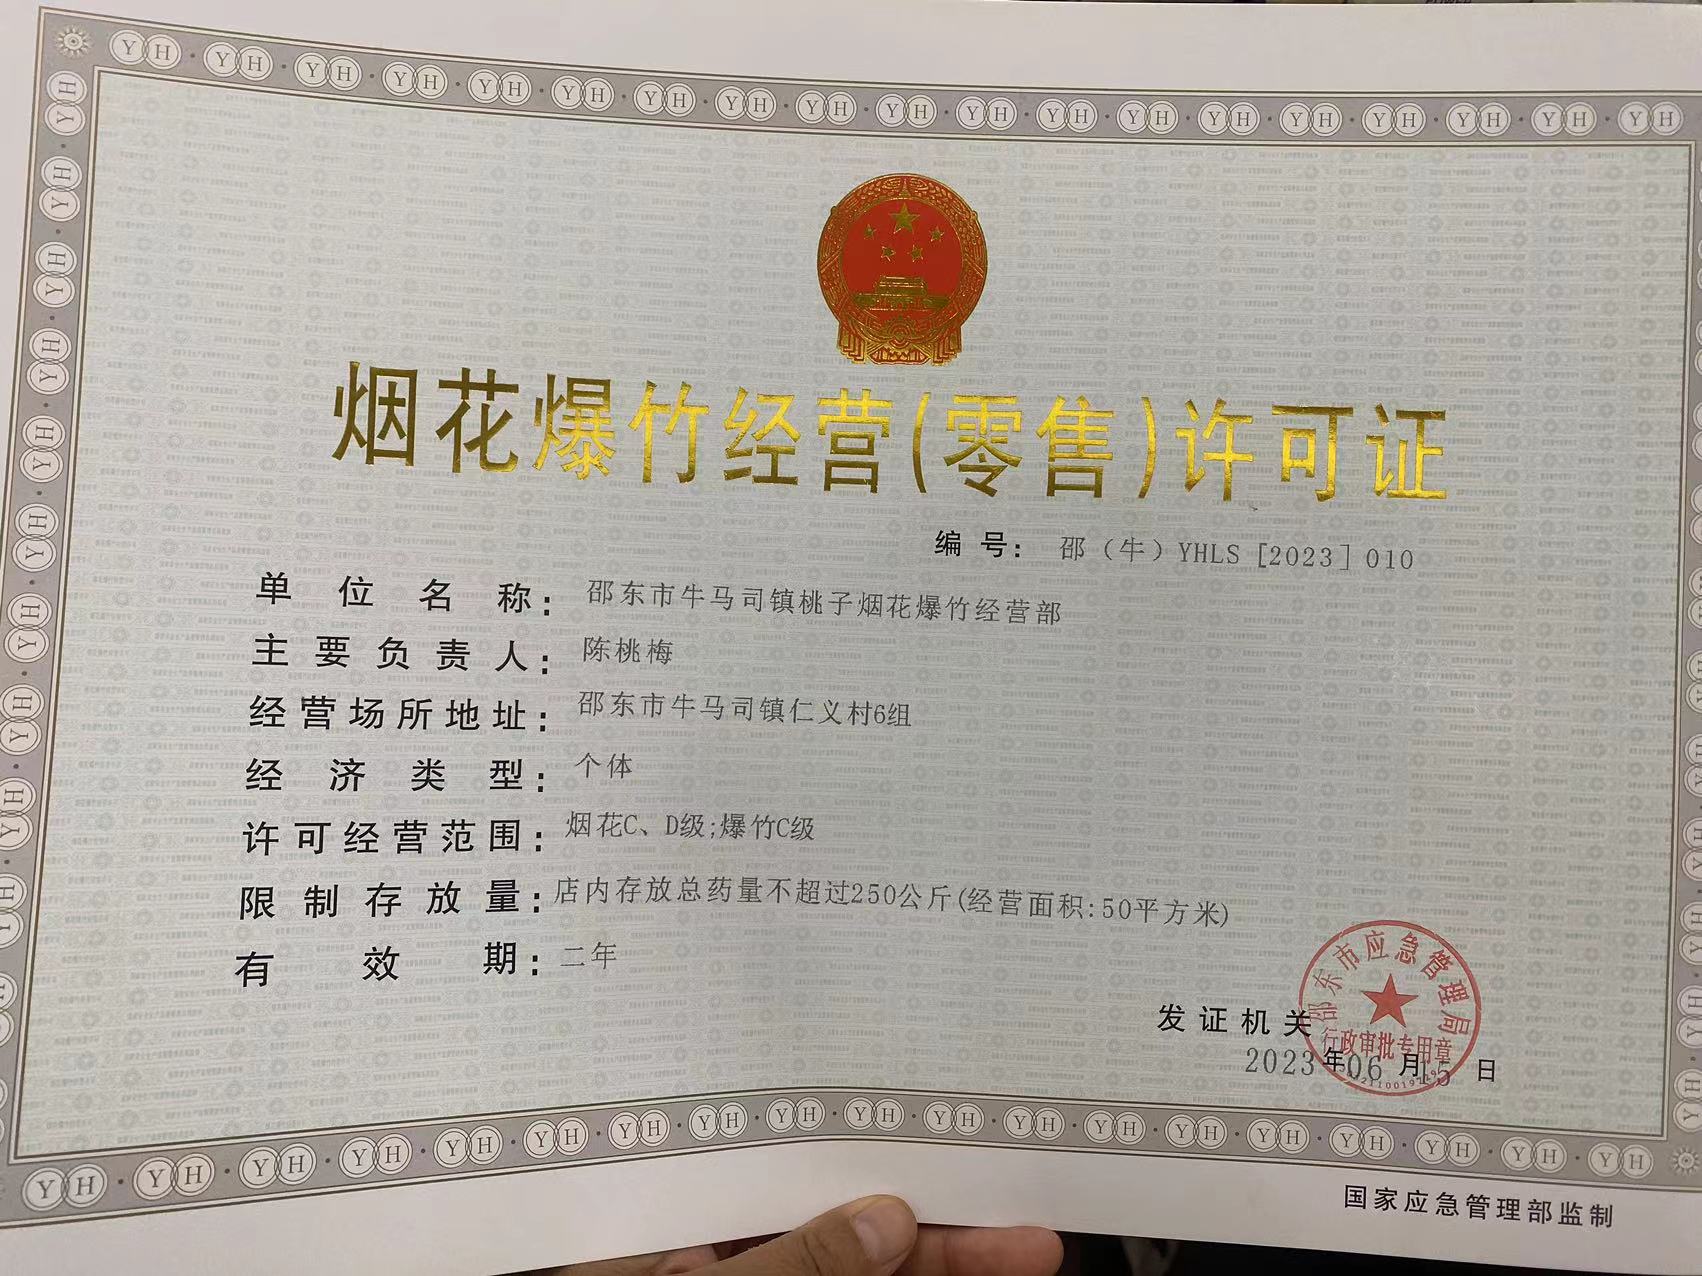 烟花爆竹经营(零售)许可证
编号: 邵（牛）YHLS［2023］010
单位名称: 邵东市牛马司镇桃子烟花爆竹经营部
主要负责人: 陈桃梅
经营场所地址: 邵东市牛马司镇仁义村6组
经济类型: 个体
许可经营范围: 烟花C、D级;爆竹C级
限制存放量: 店内存放总药量不超过250公斤(经营面积:50平方米)
有效期: 二年
邵东市应急管理局
行政审批专用章
发证机关
2023年06月15日
国家应急管理部监制